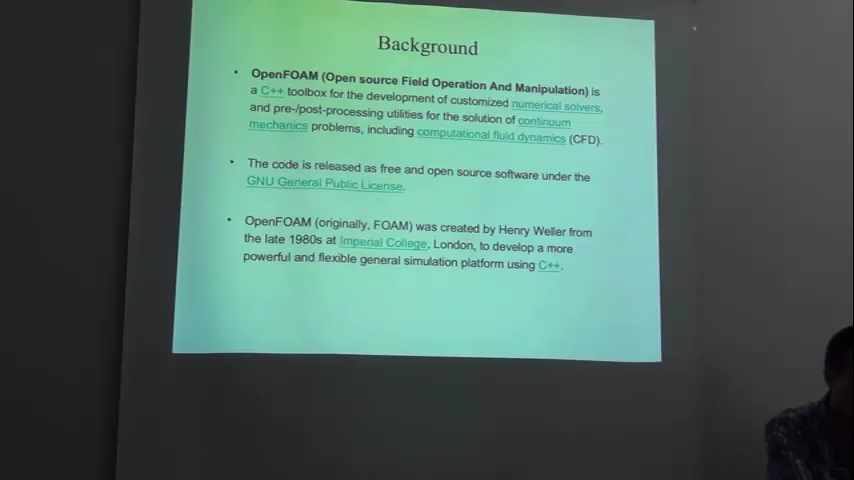 Background
• OpenFOAM (Open source Field Operation And Manipulation) is
a C++ toolbox for the development of customized numerical solvers,
and pre-/post-processing utilities for the solution of continuum
mechanics problems, including computational fluid dynamics (CFD).
• The code is released as free and open source software under the
GNU General Public License.
• OpenFOAM (originally, FOAM) was created by Henry Weller from
the late 1980s at Imperial College, London, to develop a more
powerful and flexible general simulation platform using C++.